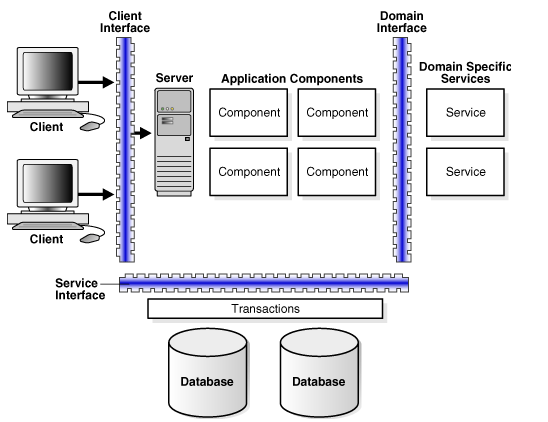 Client
Interface
Domain
Interface
Server
Application Components
Domain Specific
Services
Client
Component
Component
Service
Component
Component
Service
Client
Service
Interface
Transactions
Database
Database